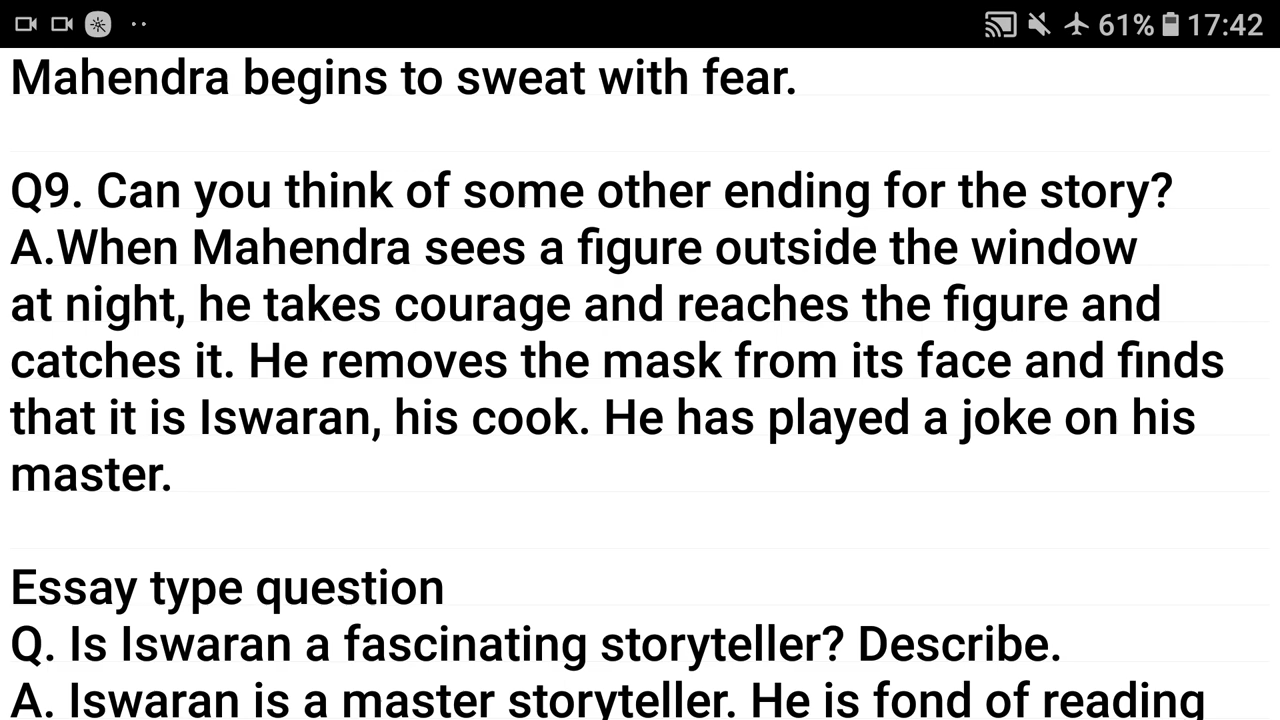 61% 17:42
Mahendra begins to sweat with fear.
Q9. Can you think of some other ending for the story?
A.When Mahendra sees a figure outside the window
at night, he takes courage and reaches the figure and
catches it. He removes the mask from its face and finds
that it is Iswaran, his cook. He has played a joke on his
master.
Essay type question
Q. Is Iswaran a fascinating storyteller? Describe.
A. Iswaran is a master storyteller. He is fond of reading